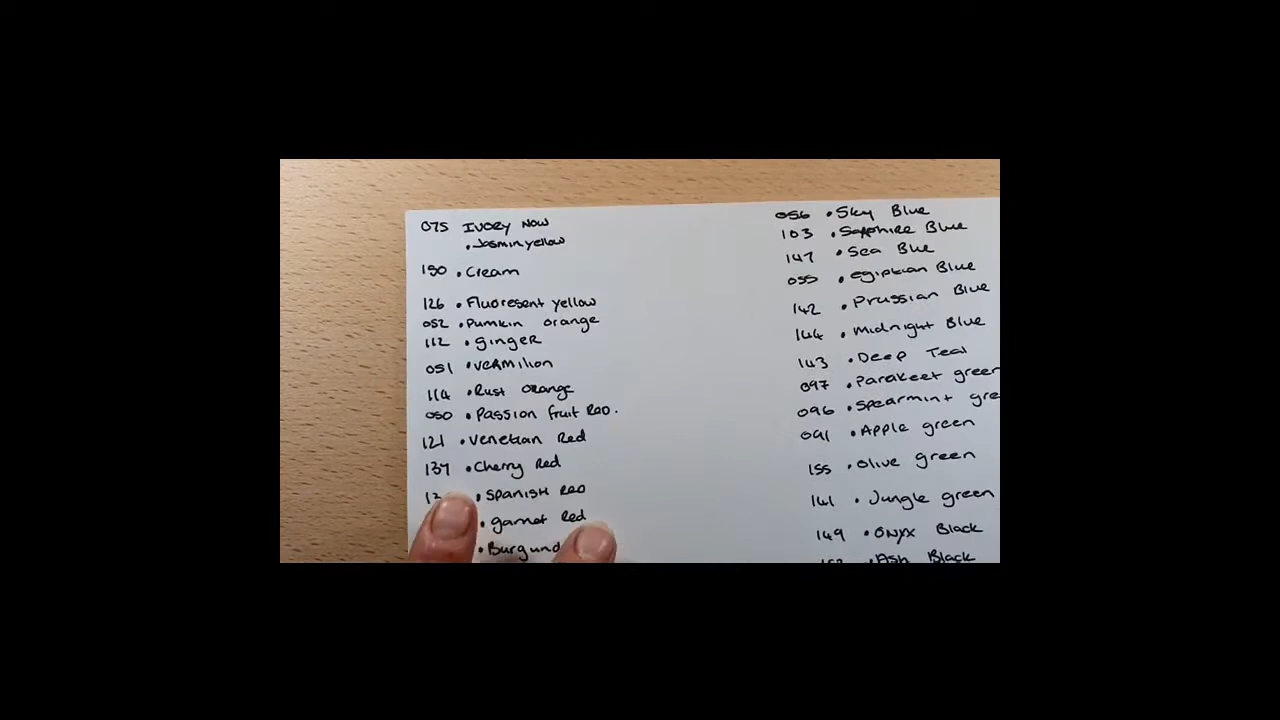 075 IVORY NOW
• Jasmin yellow
150 • Cream
126 • Fluoresent yellow
052 • Pumkin orange
112 • ginger
051 • Vermilion
114 • Rust orange
050 • Passion fruit Red.
121 • Venetian Red
137 • Cherry Red
• Spanish Red
• garnet Red
• Burgund
056 • Sky Blue
103 • Sapphire Blue
147 • Sea Blue
055 • egiptian Blue
142 • Prussian Blue
144 • Midnight Blue
143 • Deep Teal
097 • Parakeet green
096 • Spearmint gre
091 • Apple green
155 • Olive green
141 • Jungle green
149 • Onyx Black
• Ash Black